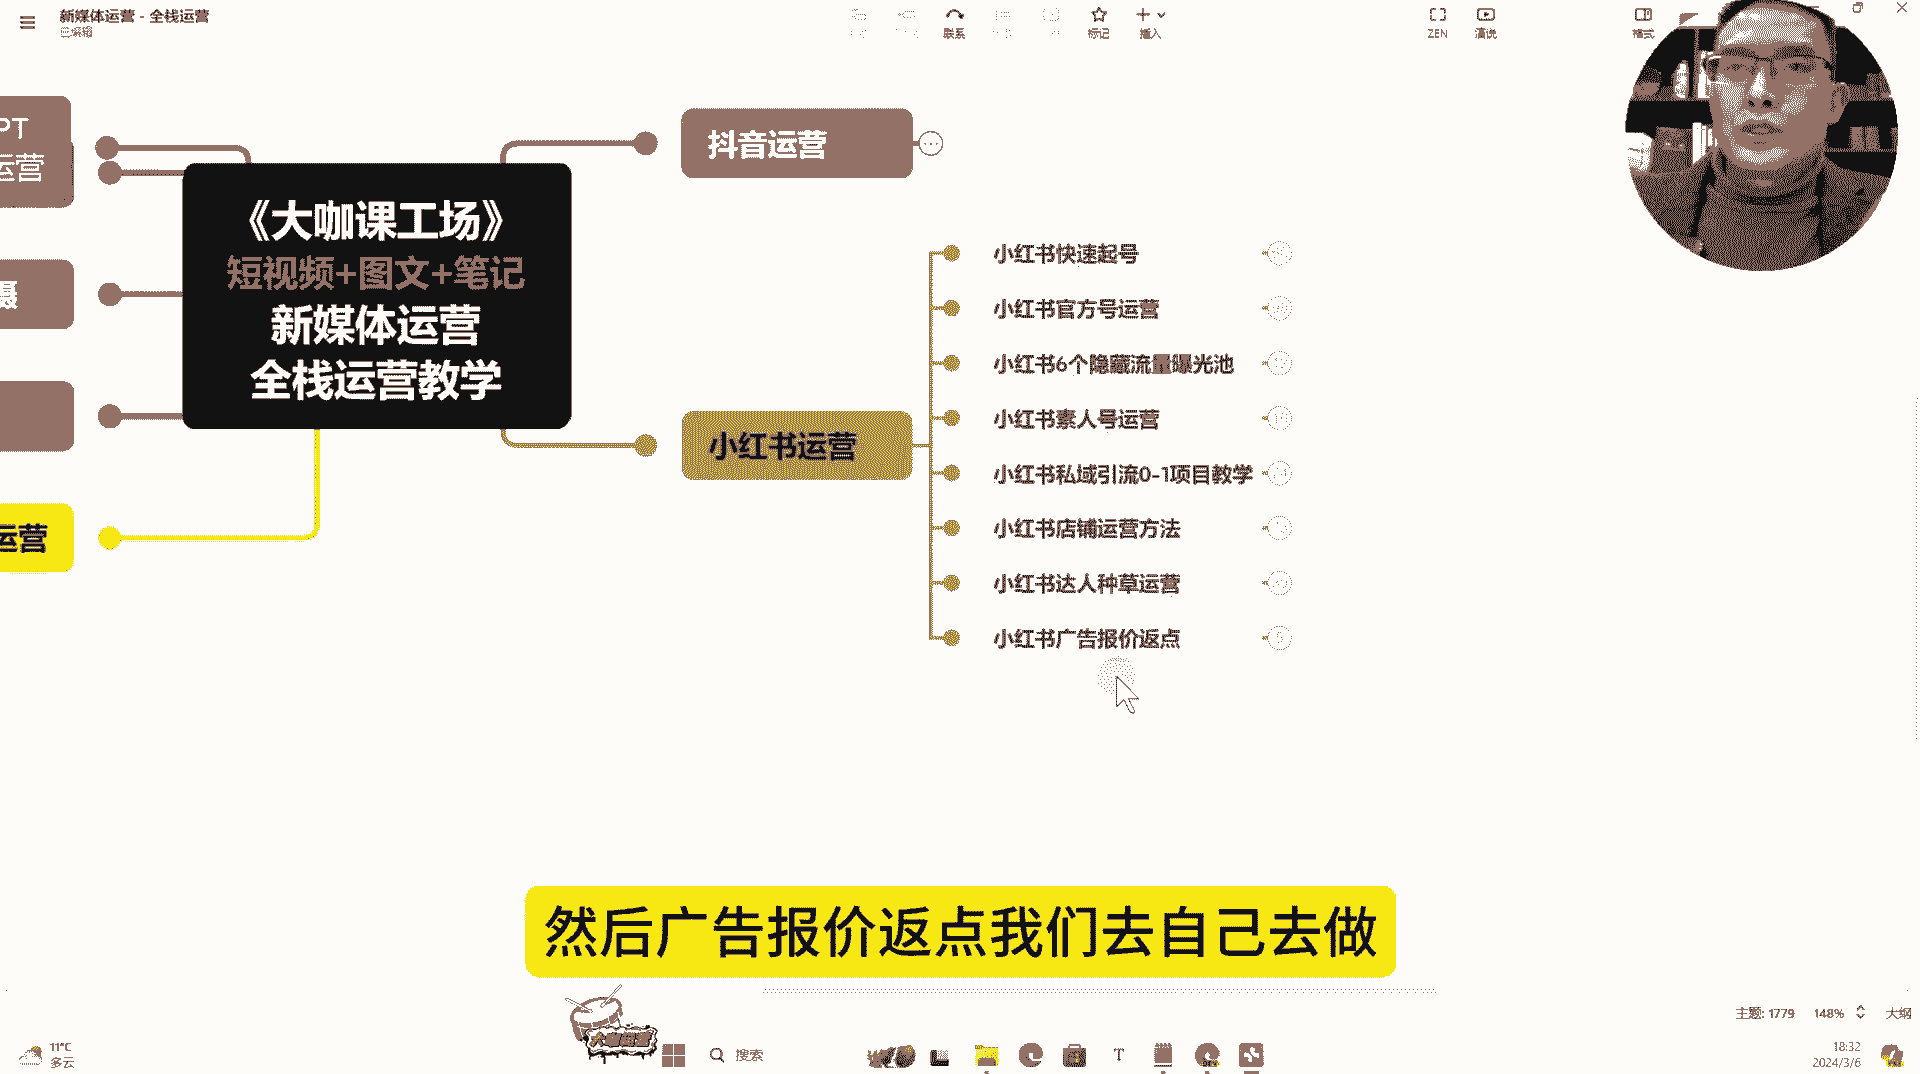 新媒体运营 - 全栈运营
已编辑
联系
标记
插入
ZEN
演说
格式
PT
运营
摄
运营
《大咖课工场》
短视频+图文+笔记
新媒体运营
全栈运营教学
抖音运营
小红书运营
小红书快速起号
小红书官方号运营
小红书6个隐藏流量曝光池
小红书素人号运营
小红书私域引流0-1项目教学
小红书店铺运营方法
小红书达人种草运营
小红书广告报价返点
然后广告报价返点我们去自己去做
主题: 1779
148%
大纲
11°C
多云
大咖运营
搜索
18:32
2024/3/6